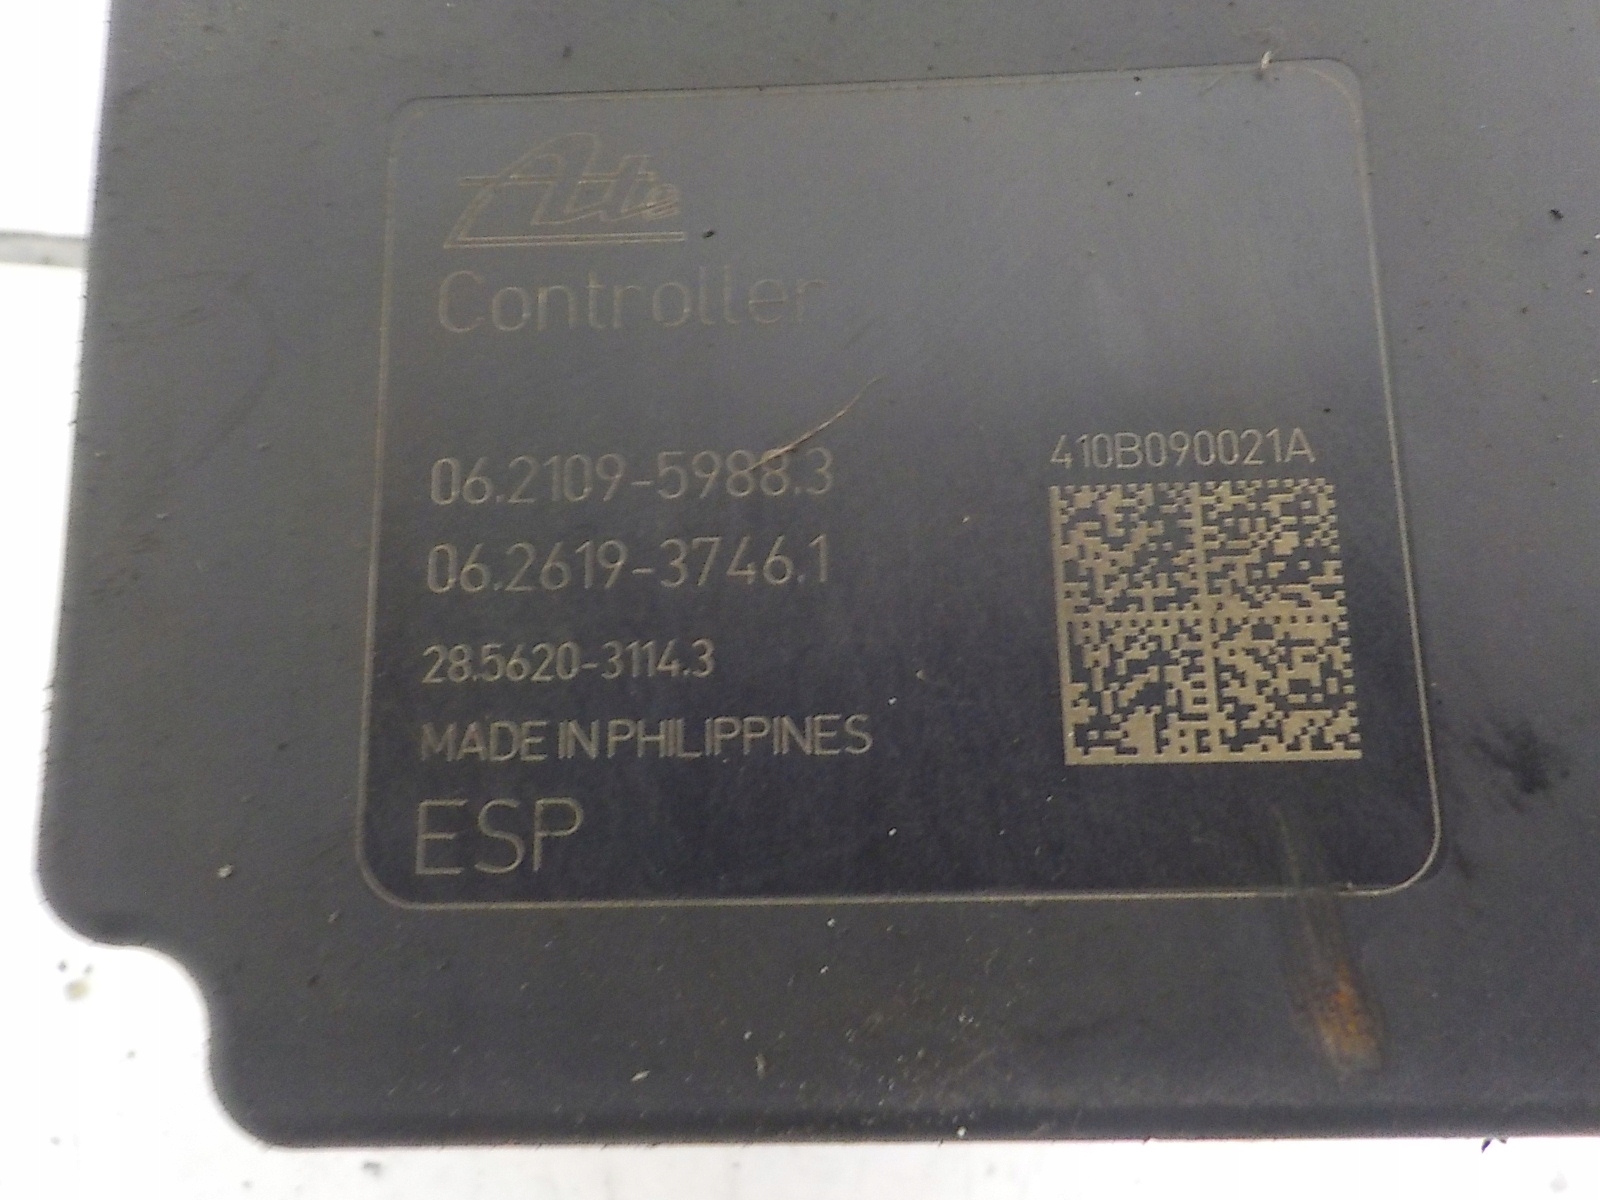 Ate
Controller
06.2109-5988.3
410B090021A
06.2619-3746.1
28.5620-3114.3
MADE IN PHILIPPINES
ESP